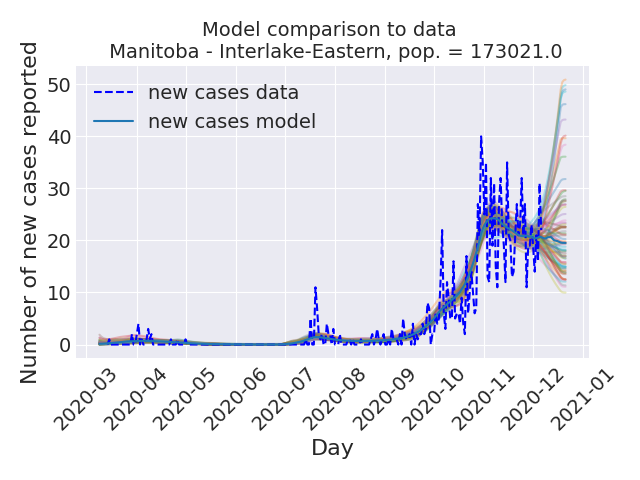 Model comparison to data
Manitoba - Interlake-Eastern, pop. = 173021.0
new cases data
new cases model
Number of new cases reported
50
40
30
20
10
0
2020-03
2020-04
2020-05
2020-06
2020-07
2020-08
2020-09
2020-10
2020-11
2020-12
2021-01
Day